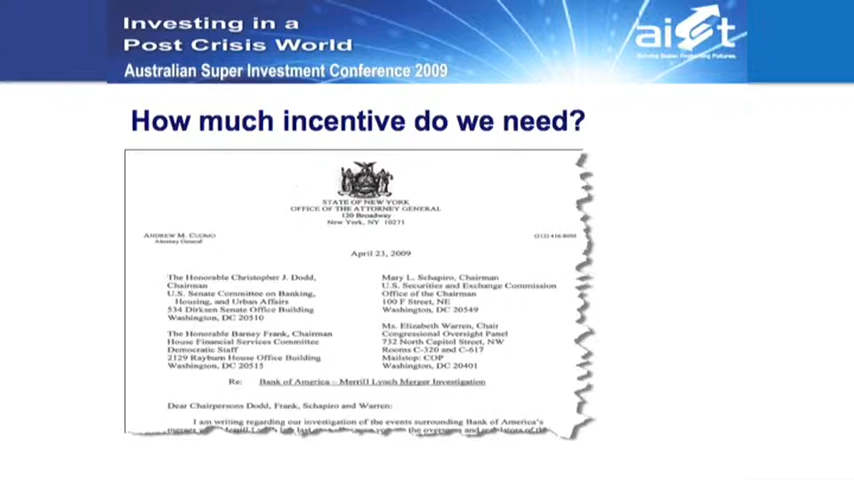 Investing in a
Post Crisis World
Australian Super Investment Conference 2009
aist
How much incentive do we need?
STATE OF NEW YORK
OFFICE OF THE ATTORNEY GENERAL
120 Broadway
New York, NY 10271
ANDREW M. CUOMO
Attorney General
April 23, 2009
The Honorable Christopher J. Dodd,
Chairman
U.S. Senate Committee on Banking,
Housing, and Urban Affairs
534 Dirksen Senate Office Building
Washington, DC 20510
The Honorable Barney Frank, Chairman
House Financial Services Committee
Democratic Staff
2129 Rayburn House Office Building
Washington, DC 20515
Mary L. Schapiro, Chairman
U.S. Securities and Exchange Commission
Office of the Chairman
100 F Street, NE
Washington, DC 20549
Ms. Elizabeth Warren, Chair
Congressional Oversight Panel
732 North Capitol Street, NW
Rooms C-320 and C-617
Mailstop: COP
Washington, DC 20401
Re: Bank of America – Merrill Lynch Merger Investigation
Dear Chairpersons Dodd, Frank, Schapiro and Warren:
I am writing regarding our investigation of the events surrounding Bank of America's